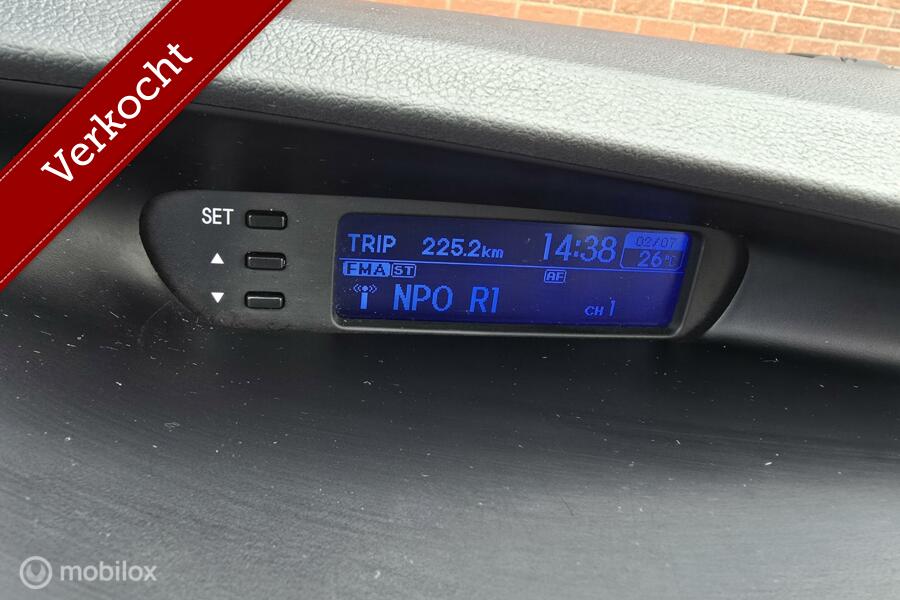 Verkocht
SET
▲
▼
TRIP 225.2km 14:38 02/07 26℃
FMA ST AF
NPO R1 CH 1
mobilox